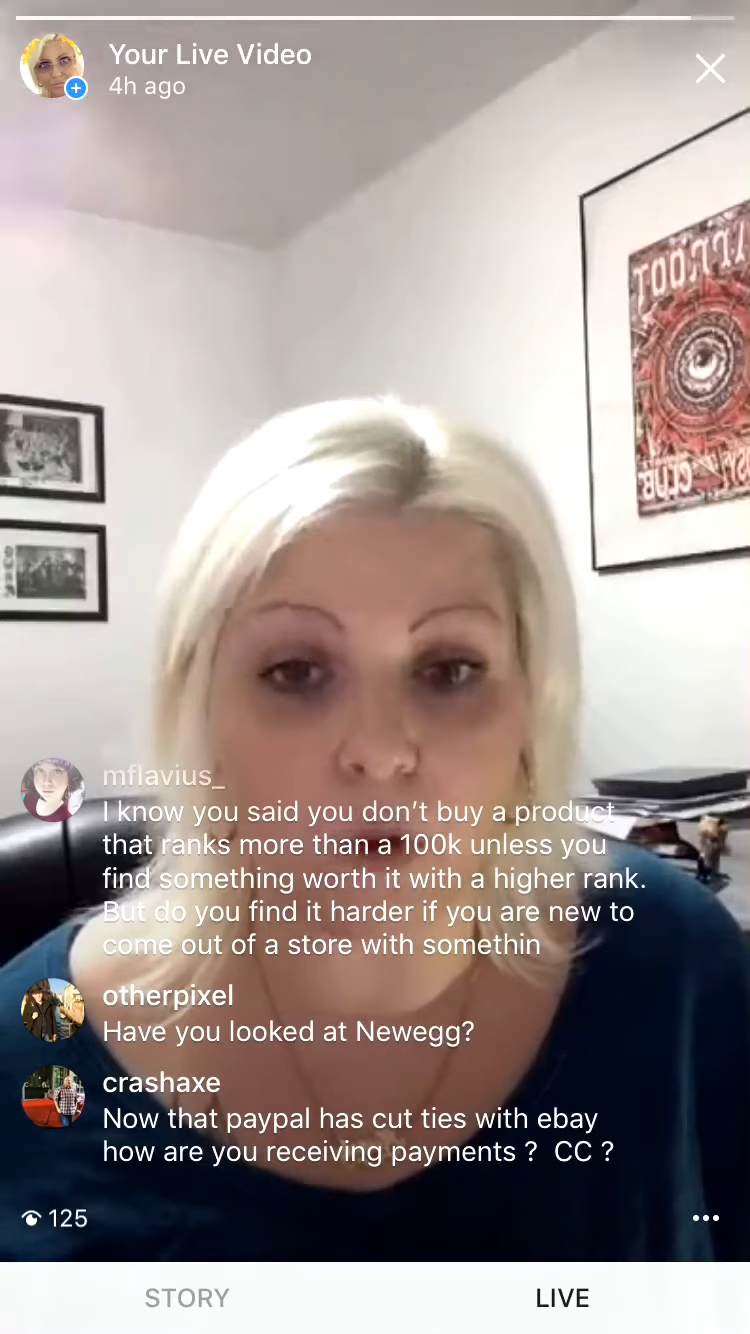 Your Live Video
4h ago
TAPROOT
mflavius_
I know you said you don’t buy a product
that ranks more than a 100k unless you
find something worth it with a higher rank.
But do you find it harder if you are new to
come out of a store with somethin
otherpixel
Have you looked at Newegg?
crashaxe
Now that paypal has cut ties with ebay
how are you receiving payments ?  CC ?
125
STORY
LIVE